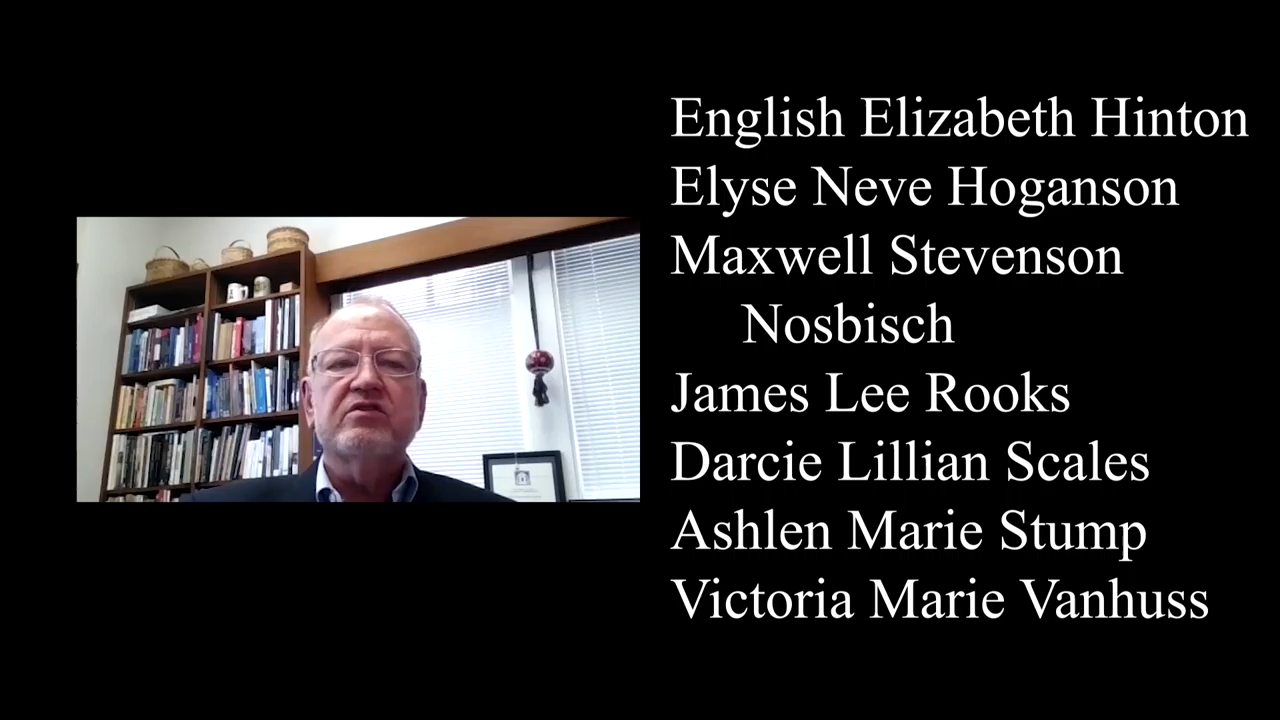 English Elizabeth Hinton
Elyse Neve Hoganson
Maxwell Stevenson
Nosbisch
James Lee Rooks
Darcie Lillian Scales
Ashlen Marie Stump
Victoria Marie Vanhuss